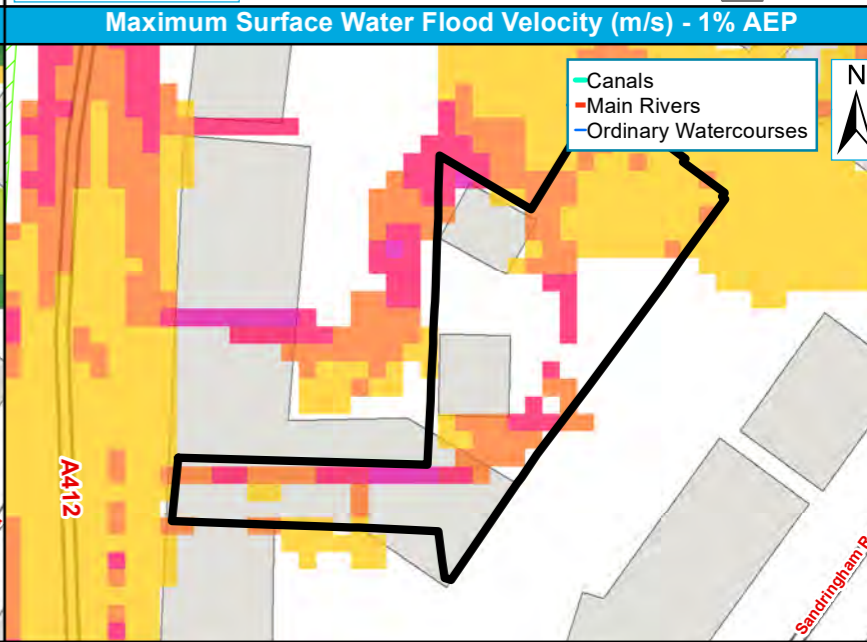 Maximum Surface Water Flood Velocity (m/s) - 1% AEP
Canals
Main Rivers
Ordinary Watercourses
N
A412
Sandringham R